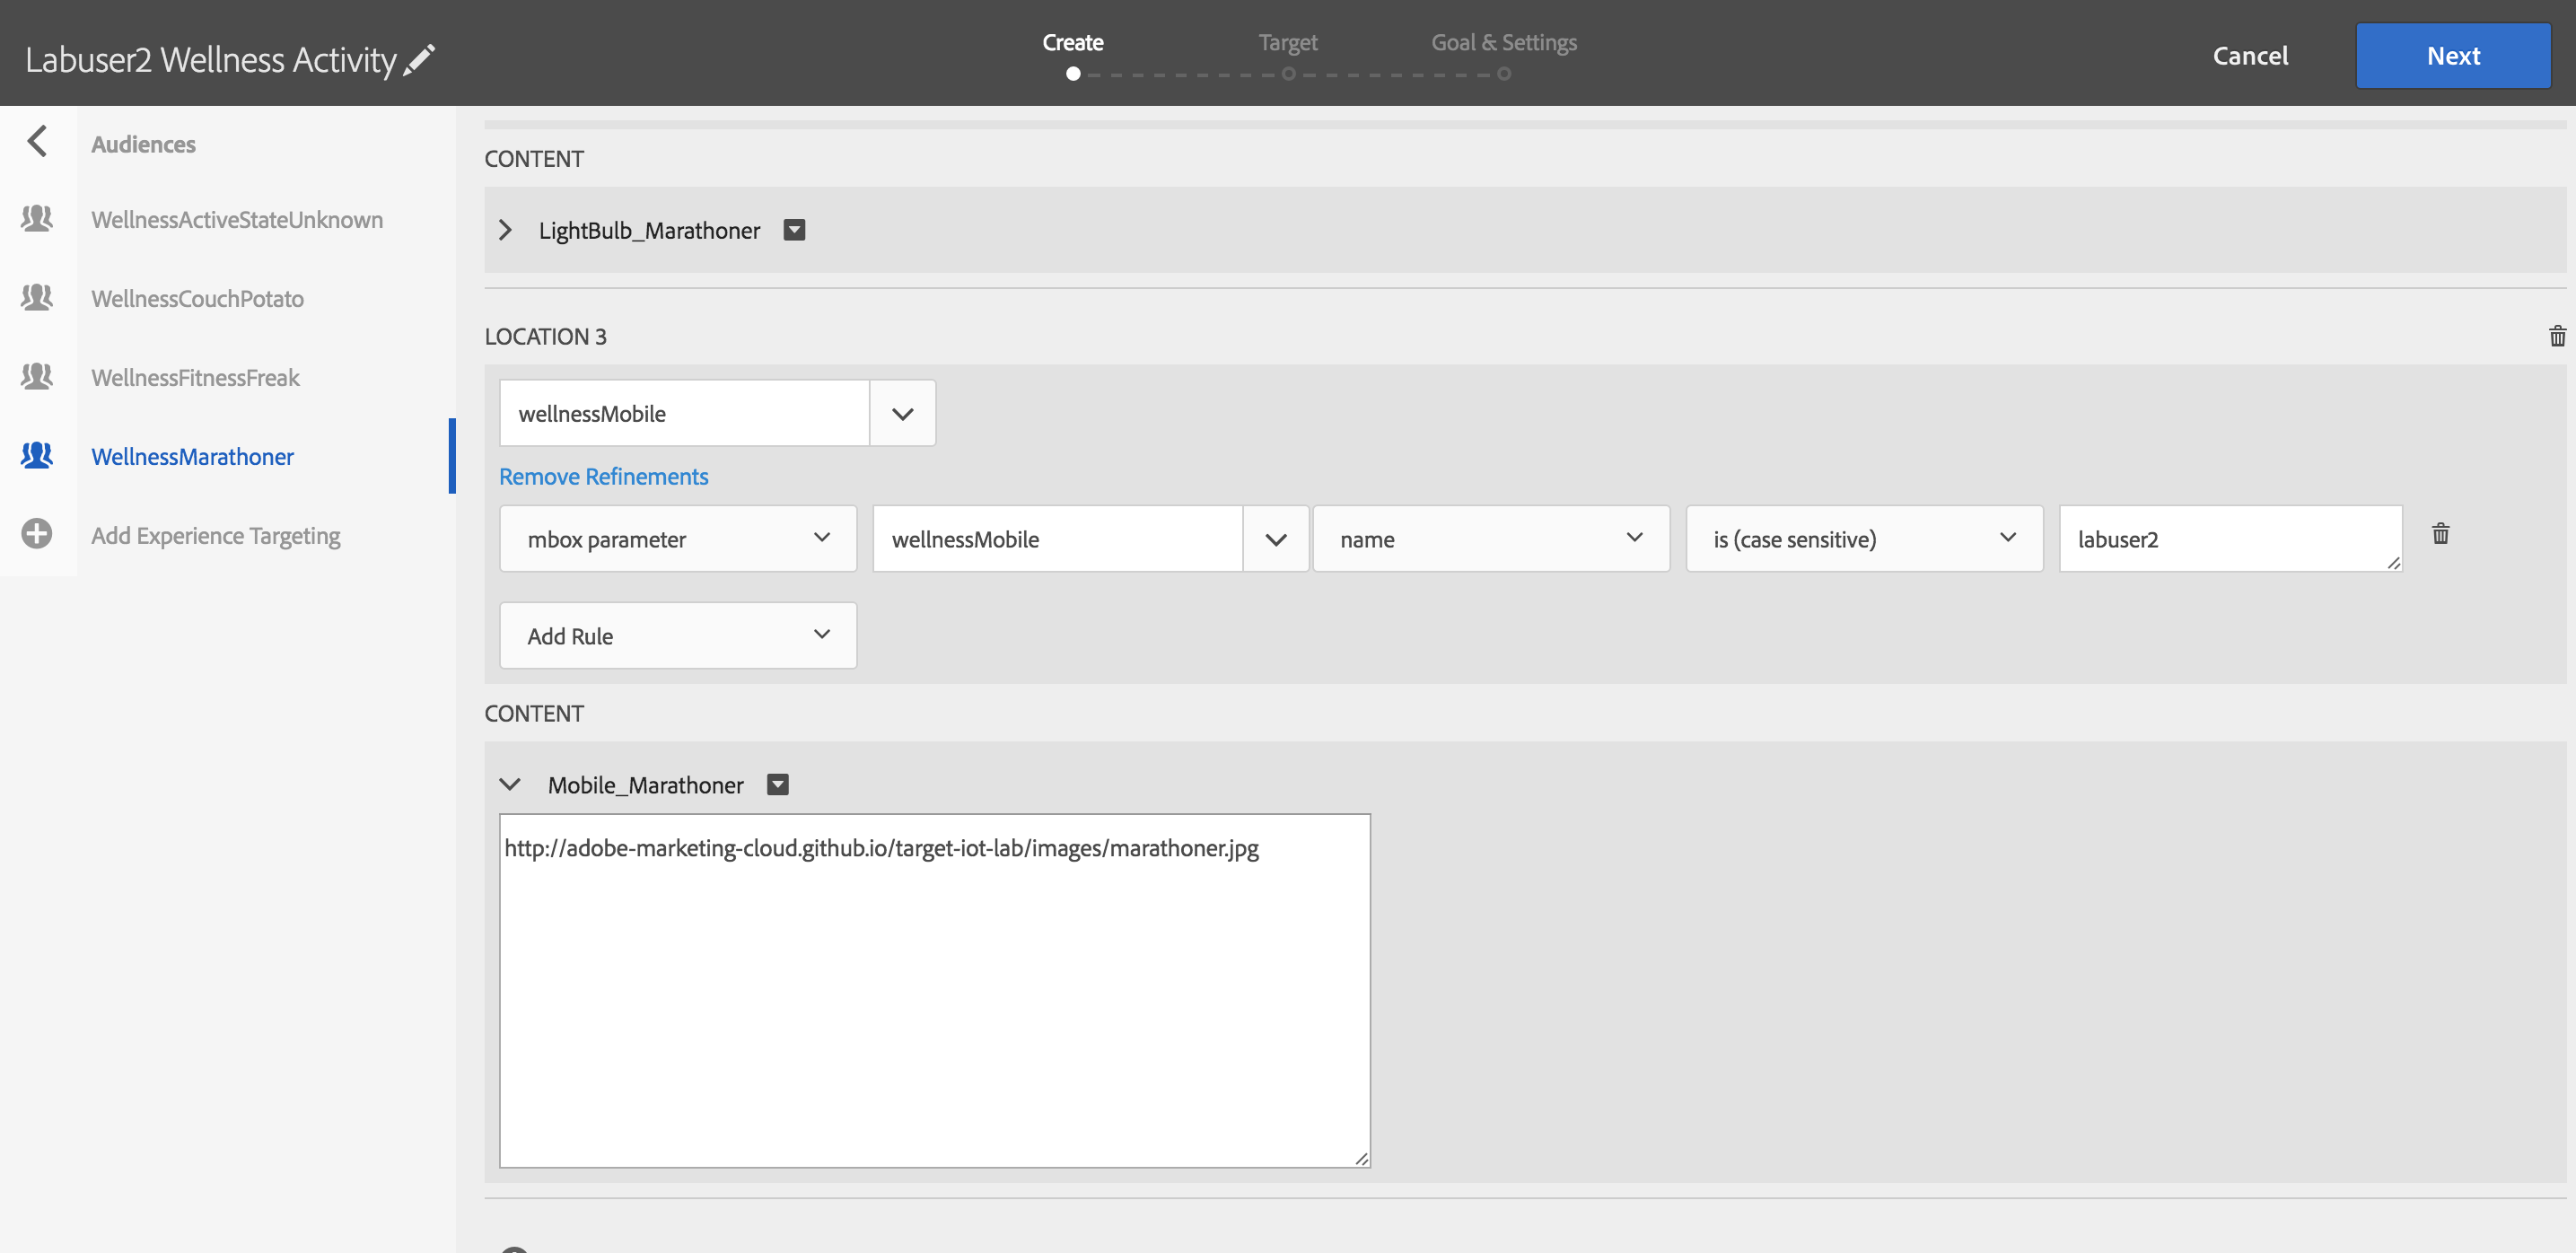 Labuser2 Wellness Activity
Create
Target
Goal & Settings
Cancel
Next
Audiences
WellnessActiveStateUnknown
WellnessCouchPotato
WellnessFitnessFreak
WellnessMarathoner
Add Experience Targeting
CONTENT
LightBulb_Marathoner
LOCATION 3
wellnessMobile
Remove Refinements
mbox parameter
wellnessMobile
name
is (case sensitive)
labuser2
Add Rule
CONTENT
Mobile_Marathoner
http://adobe-marketing-cloud.github.io/target-iot-lab/images/marathoner.jpg